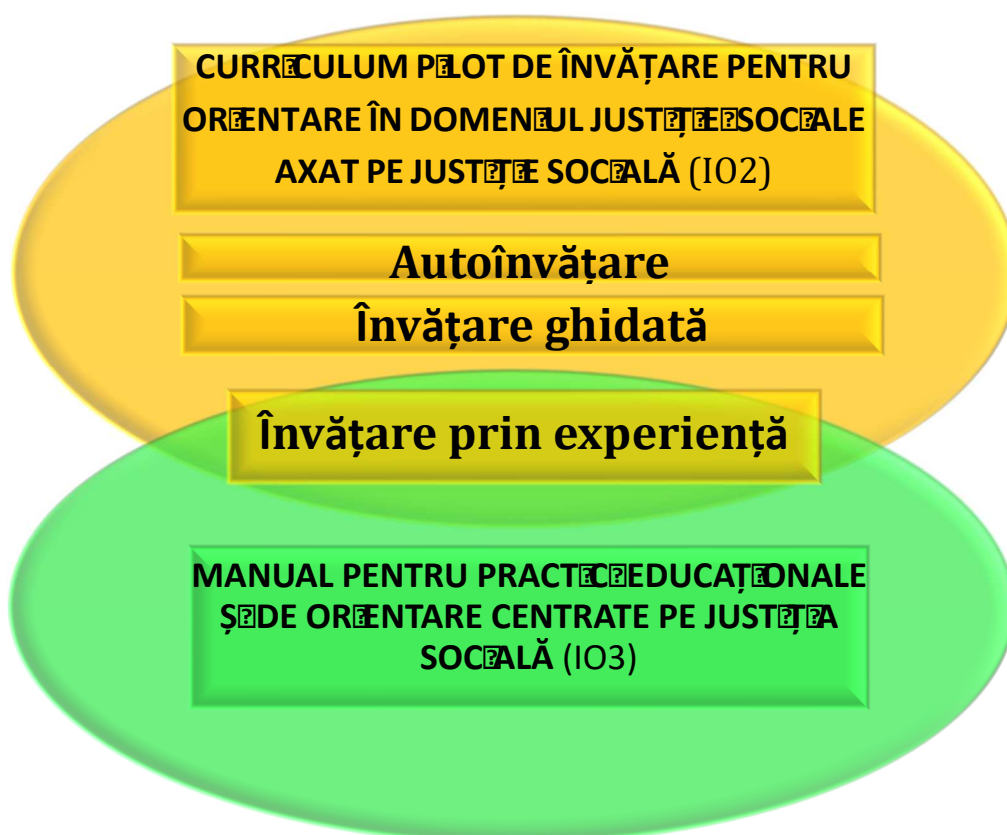 CURR⍰CULUM P⍰LOT DE ÎNVĂȚARE PENTRU
OR⍰ENTARE ÎN DOMEN⍰UL JUST⍰Ț⍰E⍰ SOC⍰ALE
AXAT PE JUST⍰Ț⍰E SOC⍰ALĂ (IO2)
Autoînvățare
Învățare ghidată
Învățare prin experiență
MANUAL PENTRU PRACT⍰C⍰ EDUCAȚ⍰ONALE
Ș⍰ DE OR⍰ENTARE CENTRATE PE JUST⍰Ț⍰A
SOC⍰ALĂ (IO3)